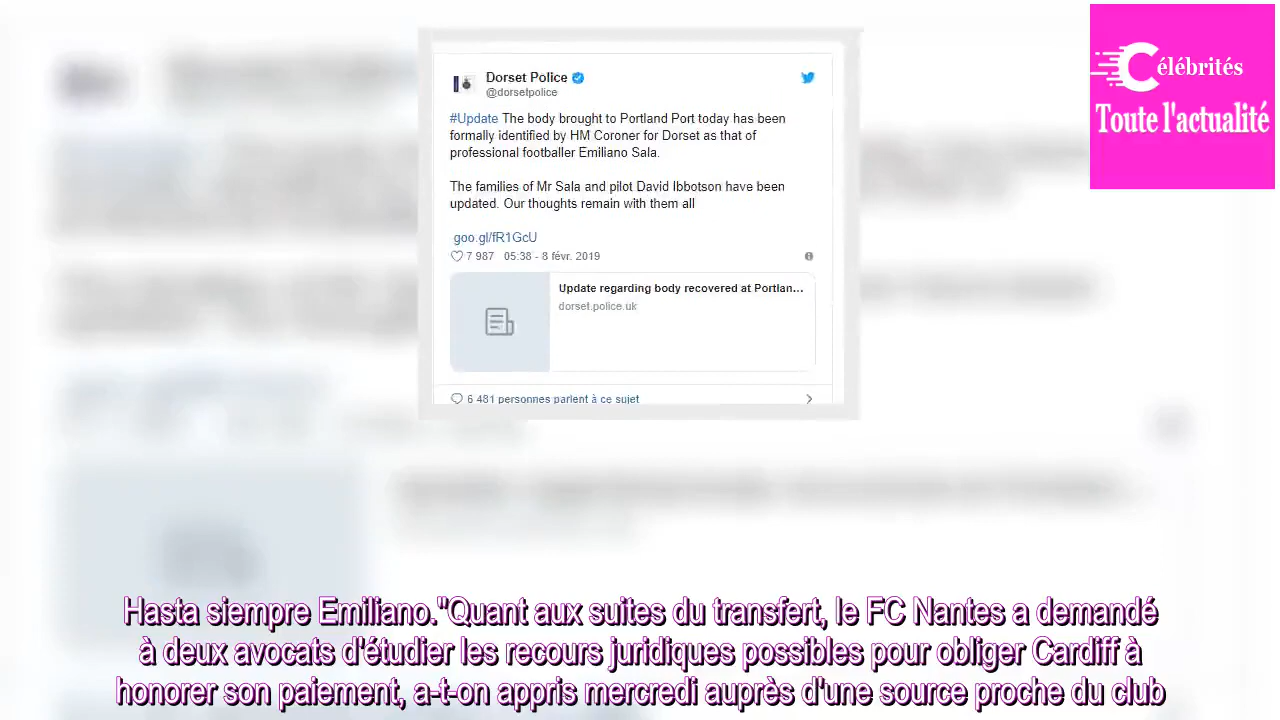 Célébrités
Toute l'actualité
Dorset Police
@dorsetpolice
#Update The body brought to Portland Port today has been
formally identified by HM Coroner for Dorset as that of
professional footballer Emiliano Sala.
The families of Mr Sala and pilot David Ibbotson have been
updated. Our thoughts remain with them all
goo.gl/fR1GcU
7 987 05:38 - 8 févr. 2019
Update regarding body recovered at Portlan...
dorset.police.uk
6 481 personnes parlent à ce sujet
Hasta siempre Emiliano."Quant aux suites du transfert, le FC Nantes a demandé
à deux avocats d'étudier les recours juridiques possibles pour obliger Cardiff à
honorer son paiement, a-t-on appris mercredi auprès d'une source proche du club